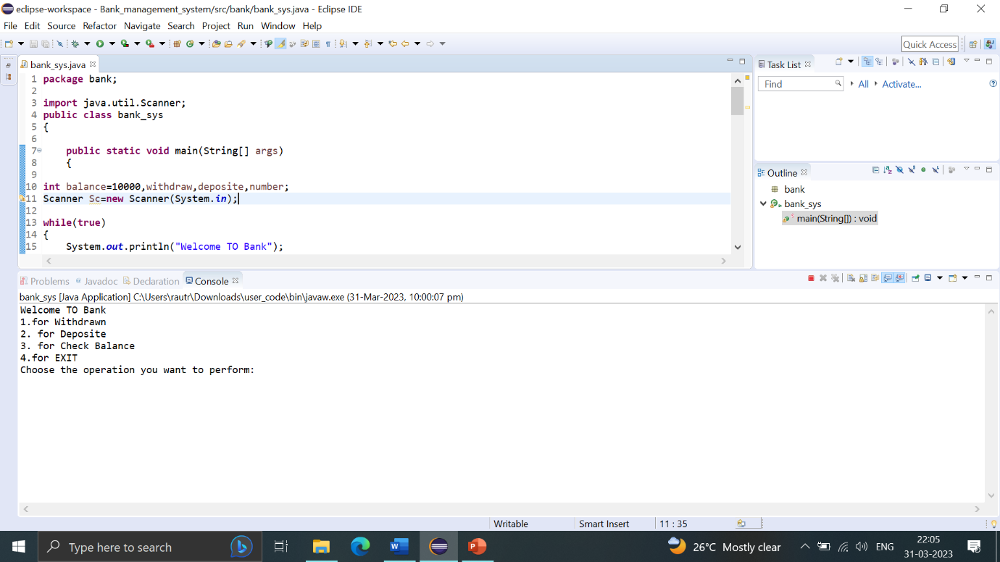 eclipse-workspace - Bank_management_system/src/bank/bank_sys.java - Eclipse IDE
File Edit Source Refactor Navigate Search Project Run Window Help
Quick Access
bank_sys.java
1 package bank;
2
3 import java.util.Scanner;
4 public class bank_sys
5 {
6
7 public static void main(String[] args)
8 {
9
10 int balance=10000,withdraw,deposite,number;
11 Scanner Sc=new Scanner(System.in);
12
13 while(true)
14 {
15 System.out.println("Welcome TO Bank");
Task List
Find
All
Activate...
Outline
bank
bank_sys
main(String[]) : void
Problems Javadoc Declaration Console
bank_sys [Java Application] C:\Users\rautr\Downloads\user_code\bin\javaw.exe (31-Mar-2023, 10:00:07 pm)
Welcome TO Bank
1.for Withdrawn
2. for Deposite
3. for Check Balance
4.for EXIT
Choose the operation you want to perform:
Writable Smart Insert 11 : 35
Type here to search
26°C Mostly clear
ENG
22:05
31-03-2023